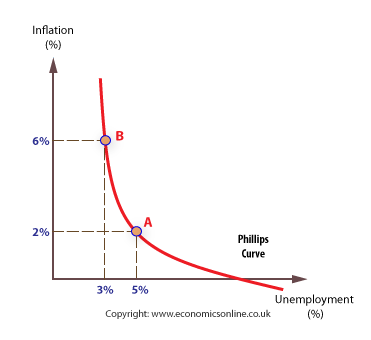 Inflation
(%)
6%
B
2%
A
Phillips
Curve
3%
5%
Unemployment
(%)
Copyright: www.economicsonline.co.uk